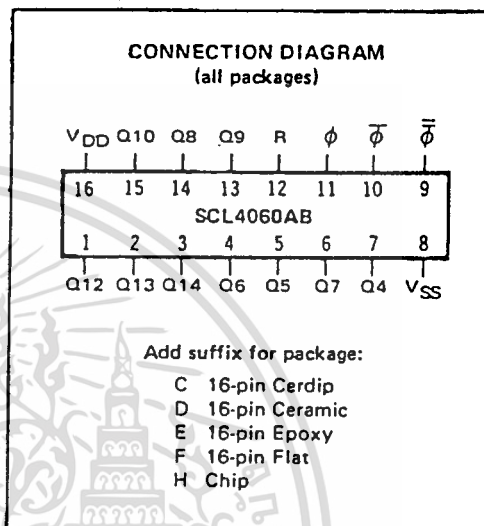 CONNECTION DIAGRAM
(all packages)
VDD Q10 Q8 Q9 R ϕ ϕ̅ ϕ̿
16 15 14 13 12 11 10 9
SCL4060AB
1 2 3 4 5 6 7 8
Q12 Q13 Q14 Q6 Q5 Q7 Q4 VSS
Add suffix for package:
C 16-pin Cerdip
D 16-pin Ceramic
E 16-pin Epoxy
F 16-pin Flat
H Chip